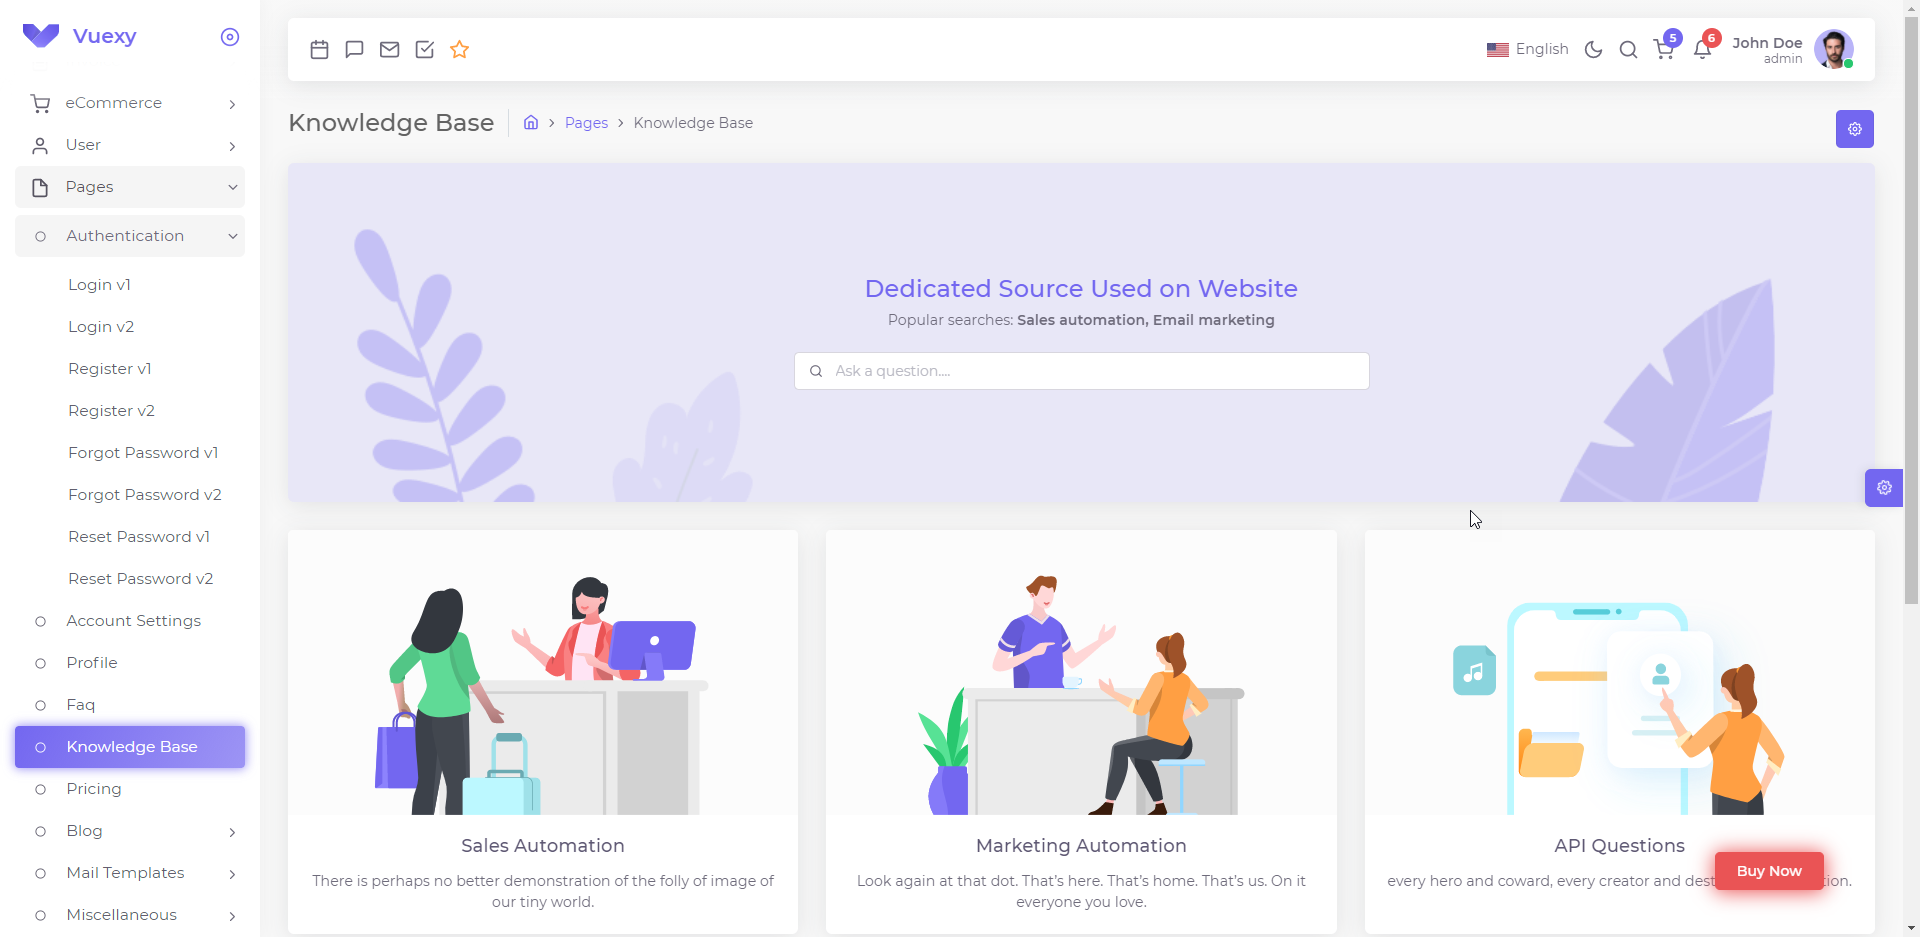 Vuexy
eCommerce
User
Pages
Authentication
Login v1
Login v2
Register v1
Register v2
Forgot Password v1
Forgot Password v2
Reset Password v1
Reset Password v2
Account Settings
Profile
Faq
Knowledge Base
Pricing
Blog
Mail Templates
Miscellaneous
English
5
6
John Doe
admin
Knowledge Base
Pages
Knowledge Base
Dedicated Source Used on Website
Popular searches: Sales automation, Email marketing
Ask a question....
Sales Automation
There is perhaps no better demonstration of the folly of image of
our tiny world.
Marketing Automation
Look again at that dot. That's here. That's home. That's us. On it
everyone you love.
API Questions
every hero and coward, every creator and
Buy Now